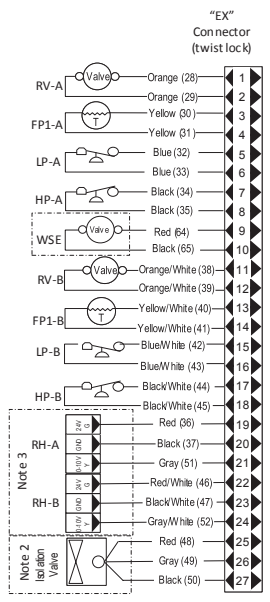 "EX"
Connector
(twist lock)
RV-A
Valve
Orange (28)
1
Orange (29)
2
FP1-A
T
Yellow (30)
3
Yellow (31)
4
LP-A
Blue (32)
5
Blue (33)
6
HP-A
Black (34)
7
Black (35)
8
WSE
Valve
Red (64)
9
Black (65)
10
RV-B
Valve
Orange/White (38)
11
Orange/White (39)
12
FP1-B
T
Yellow/White (40)
13
Yellow/White (41)
14
LP-B
Blue/White (42)
15
Blue/White (43)
16
HP-B
Black/White (44)
17
Black/White (45)
18
Note 3
RH-A
24V
G
Red (36)
19
GND
Black (37)
20
0-10V
Y
Gray (51)
21
RH-B
24V
G
Red/White (46)
22
GND
Black/White (47)
23
0-10V
Y
Gray/White (52)
24
Note 2
Isolation
Valve
Red (48)
25
Gray (49)
26
Black (50)
27